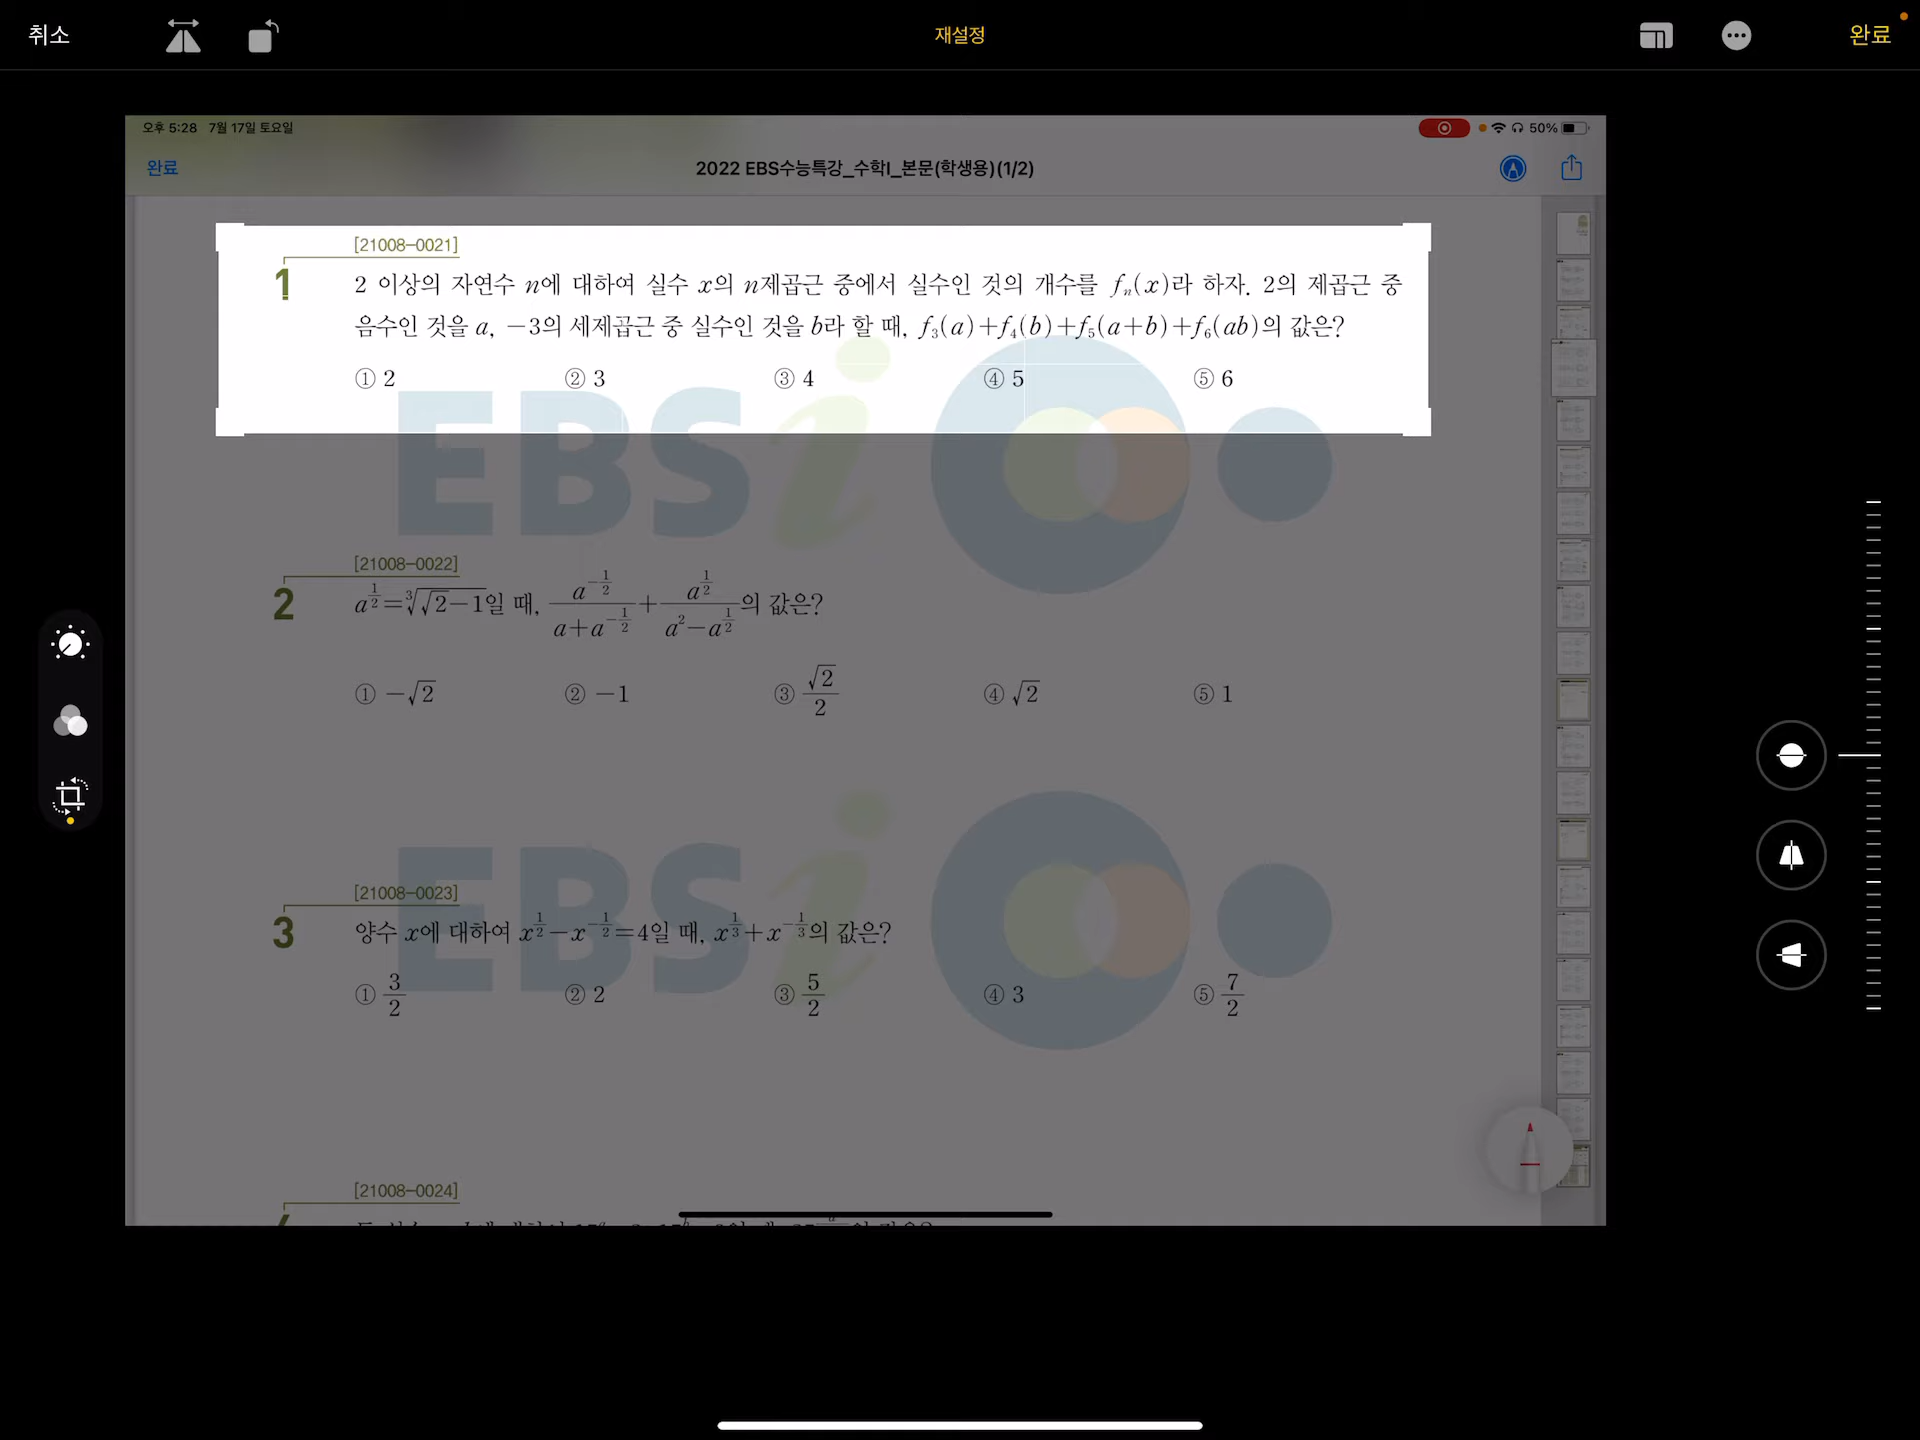 취소
재설정
완료
오후 5:28 7월 17일 토요일
50%
완료
2022 EBS수능특강_수학I_본문(학생용)(1/2)
[21008-0021]
1 2 이상의 자연수 n에 대하여 실수 x의 n제곱근 중에서 실수인 것의 개수를 fₙ(x)라 하자. 2의 제곱근 중
음수인 것을 a, −3의 세제곱근 중 실수인 것을 b라 할 때, f₃(a)+f₄(b)+f₅(a+b)+f₆(ab)의 값은?
① 2 ② 3 ③ 4 ④ 5 ⑤ 6
EBSi
[21008-0022]
2 a^(1/2)=∛(√2−1)일 때, a^(−1/2)/(a+a^(−1/2))+a^(1/2)/(a²−a^(1/2))의 값은?
① −√2 ② −1 ③ √2/2 ④ √2 ⑤ 1
EBSi
[21008-0023]
3 양수 x에 대하여 x^(1/2)−x^(−1/2)=4일 때, x^(1/3)+x^(−1/3)의 값은?
① 3/2 ② 2 ③ 5/2 ④ 3 ⑤ 7/2
[21008-0024]